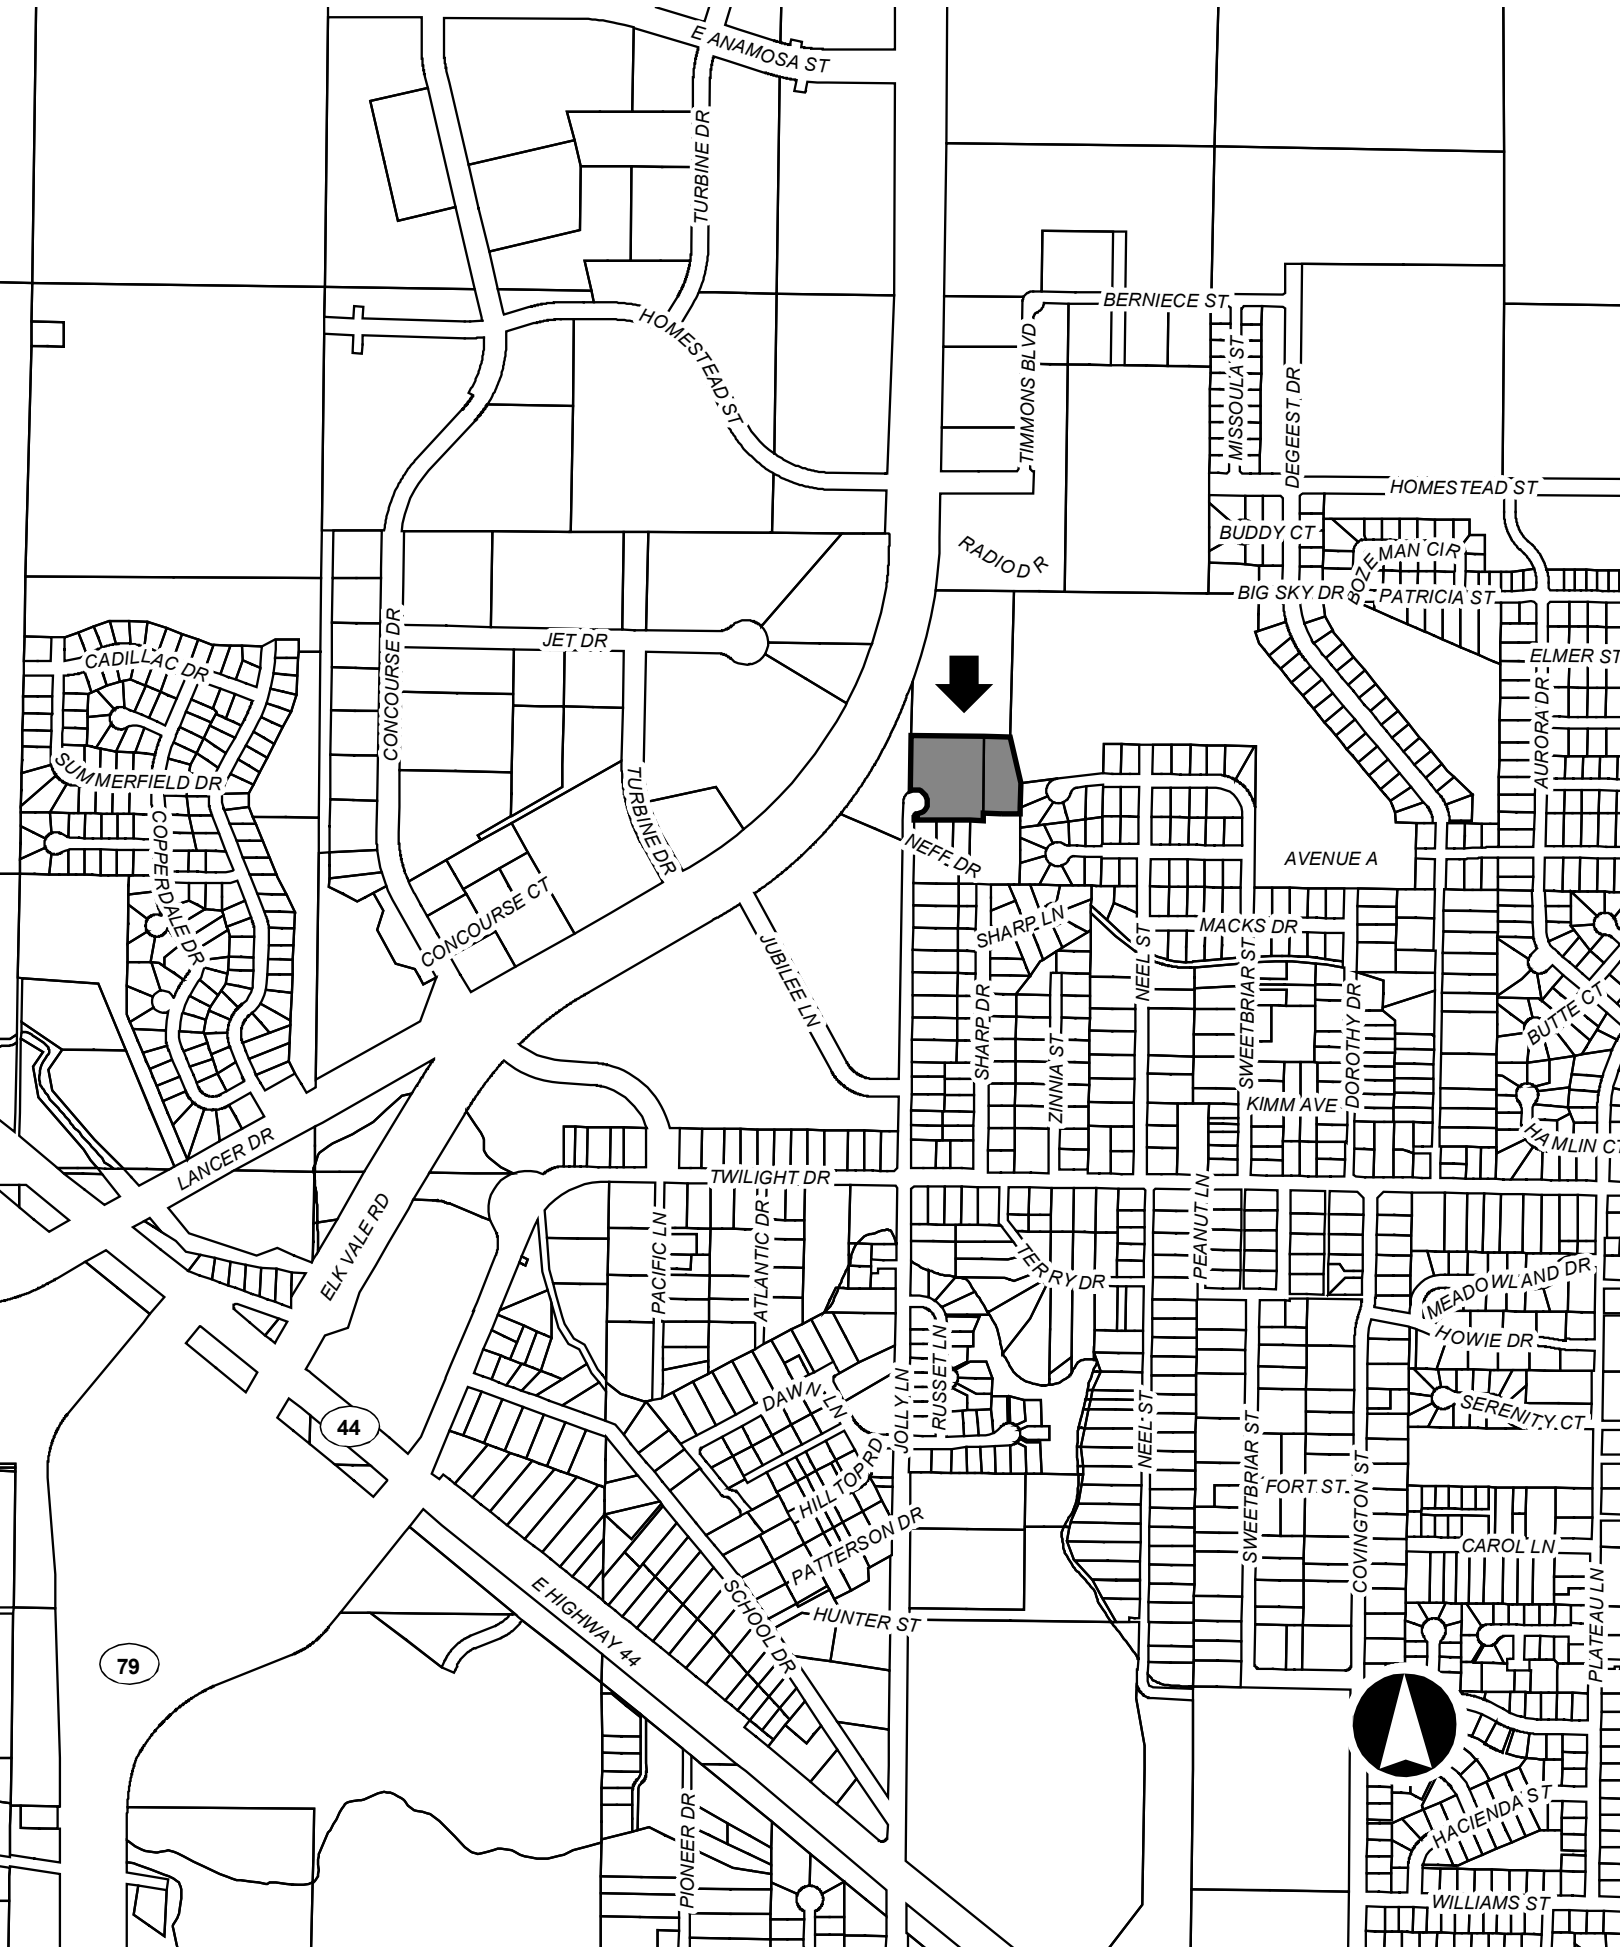 E ANAMOSA ST
TURBINE DR
BERNIECE ST
HOMESTEAD ST
TIMMONS BLVD
MISSOULA ST
DEGEEST DR
HOMESTEAD ST
BUDDY CT
RADIO DR
BOZEMAN CIR
BIG SKY DR
PATRICIA ST
CONCOURSE DR
JET DR
ELMER ST
CADILLAC DR
AURORA DR
SUMMERFIELD DR
TURBINE DR
COPPERDALE DR
NEFF DR
AVENUE A
CONCOURSE CT
SHARP LN
MACKS DR
JUBILEE LN
NEEL ST
SWEETBRIAR ST
BUTTE CT
SHARP DR
DOROTHY DR
ZINNIA ST
KIMM AVE
HAMLIN CT
LANCER DR
TWILIGHT DR
PEANUT LN
ELK VALE RD
PACIFIC LN
ATLANTIC DR
TERRY DR
MEADOWLAND DR
HOWIE DR
RUSSET LN
DAWN LN
JOLLY LN
NEEL ST
SERENITY CT
44
HILLTOP RD
SWEETBRIAR ST
FORT ST
COVINGTON ST
PATTERSON DR
CAROL LN
E HIGHWAY 44
SCHOOL DR
HUNTER ST
PLATEAU LN
79
HACIENDA ST
PIONEER DR
WILLIAMS ST